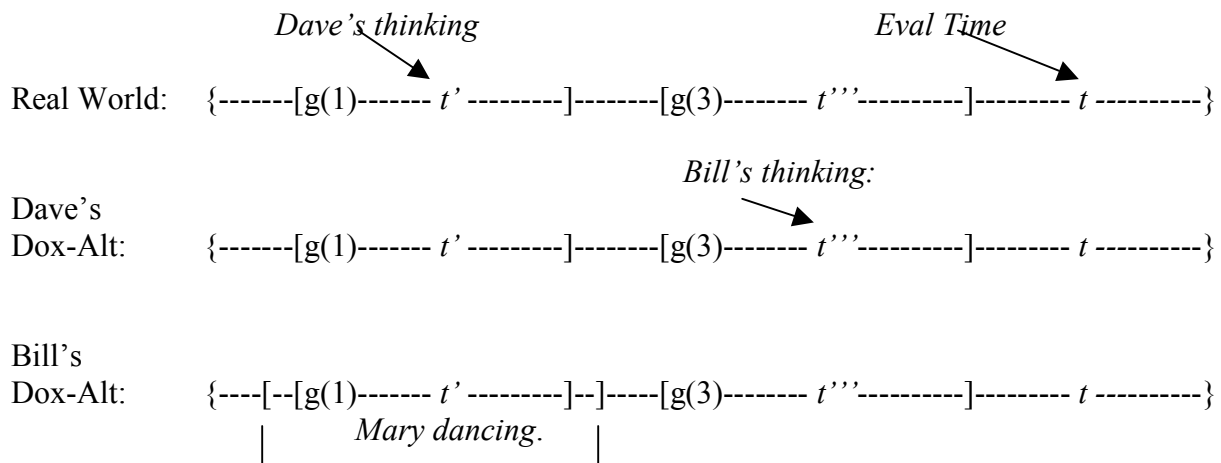 Dave’s thinking Eval Time
Real World: {-------[g(1)------- t’ ---------]--------[g(3)-------- t’’’----------]--------- t ----------}
Bill’s thinking:
Dave’s
Dox-Alt: {-------[g(1)------- t’ ---------]--------[g(3)-------- t’’’----------]--------- t ----------}
Bill’s
Dox-Alt: {----[--[g(1)------- t’ ---------]--]-----[g(3)-------- t’’’----------]--------- t ----------}
Mary dancing.